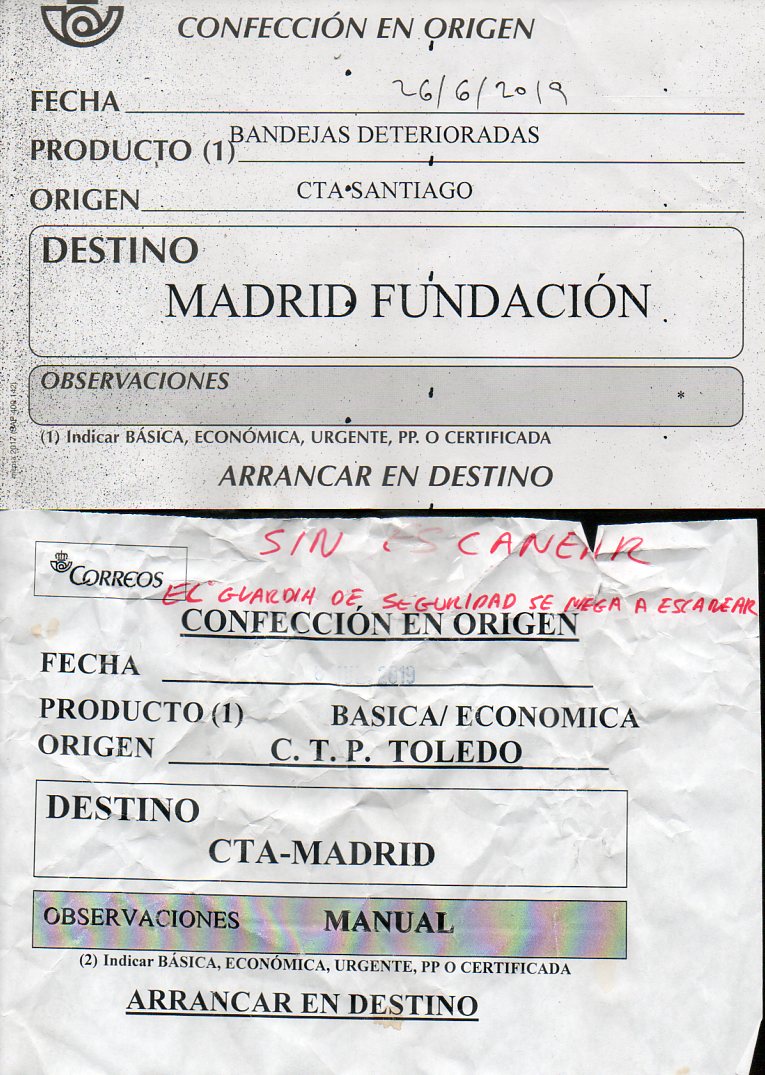 CONFECCIÓN EN ORIGEN
FECHA 26/6/2019
PRODUCTO (1) BANDEJAS DETERIORADAS
ORIGEN CTA SANTIAGO
DESTINO
MADRID FUNDACIÓN
OBSERVACIONES *
(1) Indicar BÁSICA, ECONÓMICA, URGENTE, PP. O CERTIFICADA
ARRANCAR EN DESTINO
SIN ESCANEAR
CORREOS
EL GUARDIA DE SEGURIDAD SE NEGA A ESCANEAR
CONFECCIÓN EN ORIGEN
FECHA 2019
PRODUCTO (1) BASICA/ ECONOMICA
ORIGEN C. T. P. TOLEDO
DESTINO
CTA-MADRID
OBSERVACIONES MANUAL
(2) Indicar BÁSICA, ECONÓMICA, URGENTE, PP O CERTIFICADA
ARRANCAR EN DESTINO